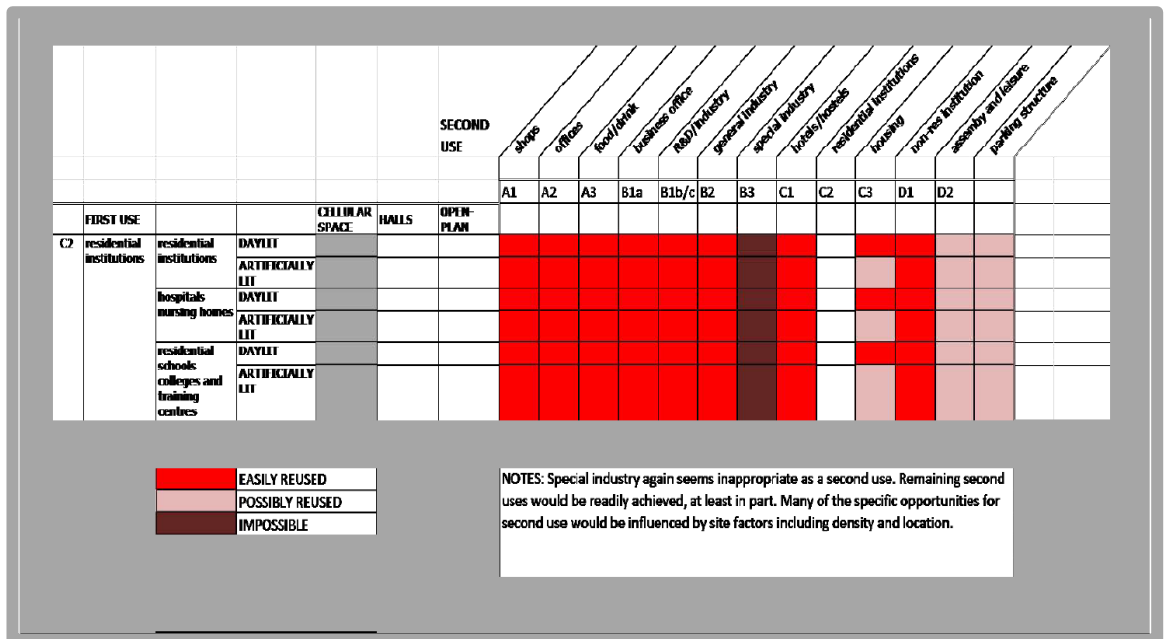 SECOND
USE
shops
offices
food/drink
business office
R&D/industry
general industry
special industry
hotels/hostels
residential institutions
housing
non-res institution
assemby and leisure
parking structure
A1 A2 A3 B1a B1b/c B2 B3 C1 C2 C3 D1 D2
FIRST USE
CELLULAR
SPACE
HALLS
OPEN-
PLAN
C2
residential
institutions
residential
institutions
DAYLIT
ARTIFICIALLY
LIT
hospitals
nursing homes
DAYLIT
ARTIFICIALLY
LIT
residential
schools
colleges and
training
centres
DAYLIT
ARTIFICIALLY
LIT
EASILY REUSED
POSSIBLY REUSED
IMPOSSIBLE
NOTES: Special industry again seems inappropriate as a second use. Remaining second
uses would be readily achieved, at least in part. Many of the specific opportunities for
second use would be influenced by site factors including density and location.